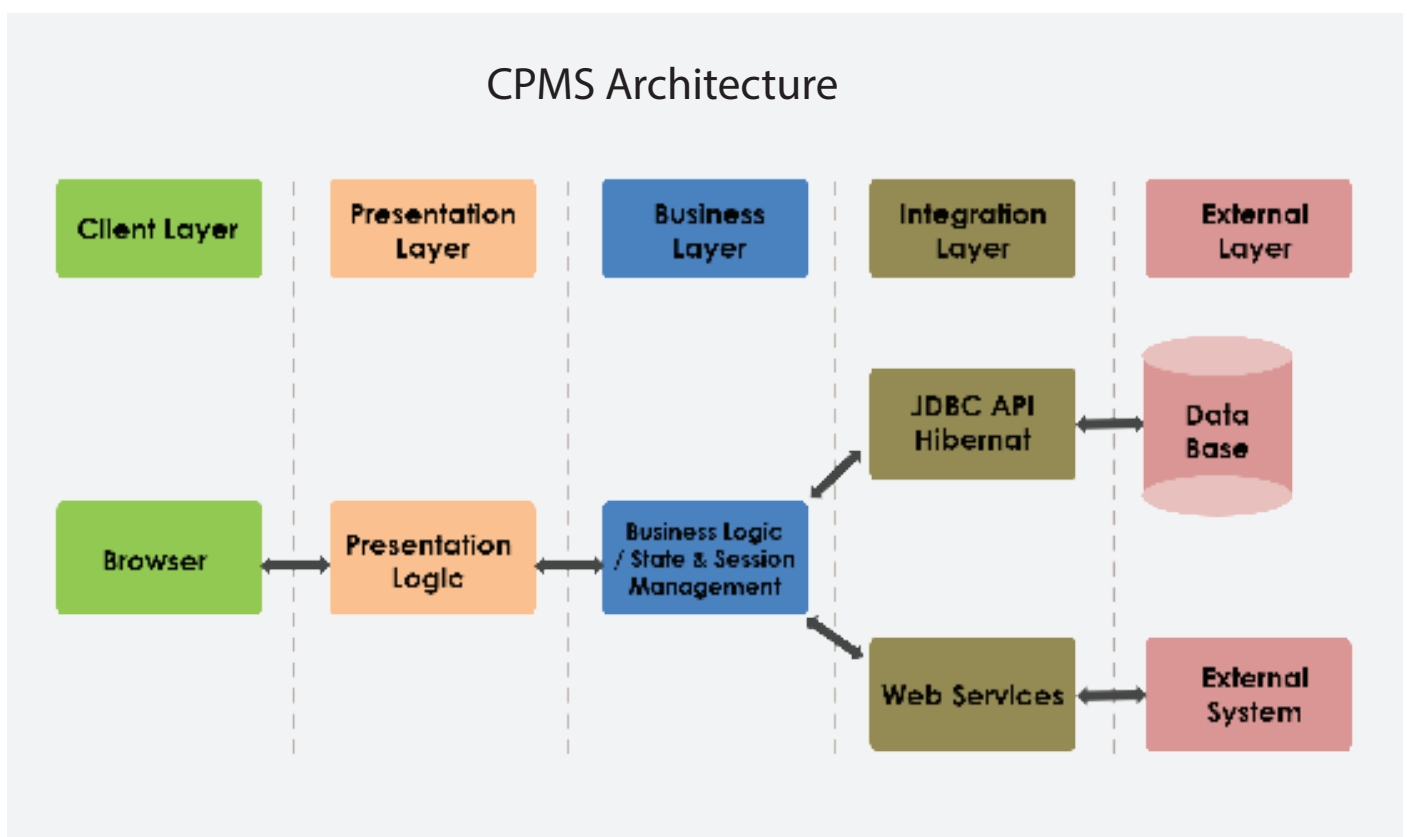 CPMS Architecture
Client Layer
Presentation
Layer
Business
Layer
Integration
Layer
External
Layer
Browser
Presentation
Logic
Business Logic
/ State & Session
Management
JDBC API
Hibernat
Data
Base
Web Services
External
System